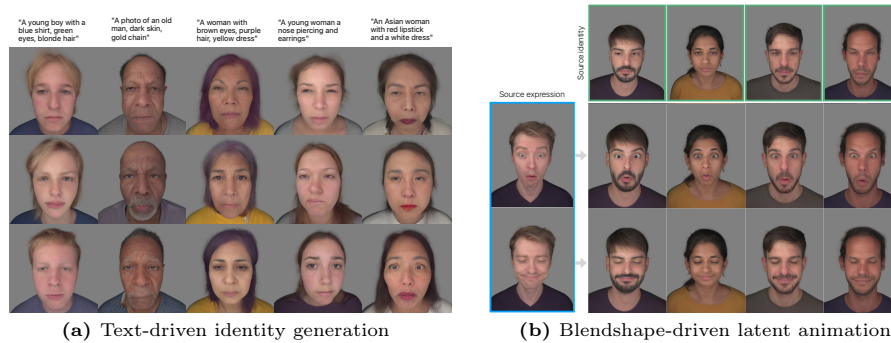 "A young boy with a
blue shirt, green
eyes, blonde hair"
"A photo of an old
man, dark skin,
gold chain"
"A woman with
brown eyes, purple
hair, yellow dress"
"A young woman a
nose piercing and
earrings"
"An Asian woman
with red lipstick
and a white dress"
Source identity
Source expression
(a) Text-driven identity generation
(b) Blendshape-driven latent animation